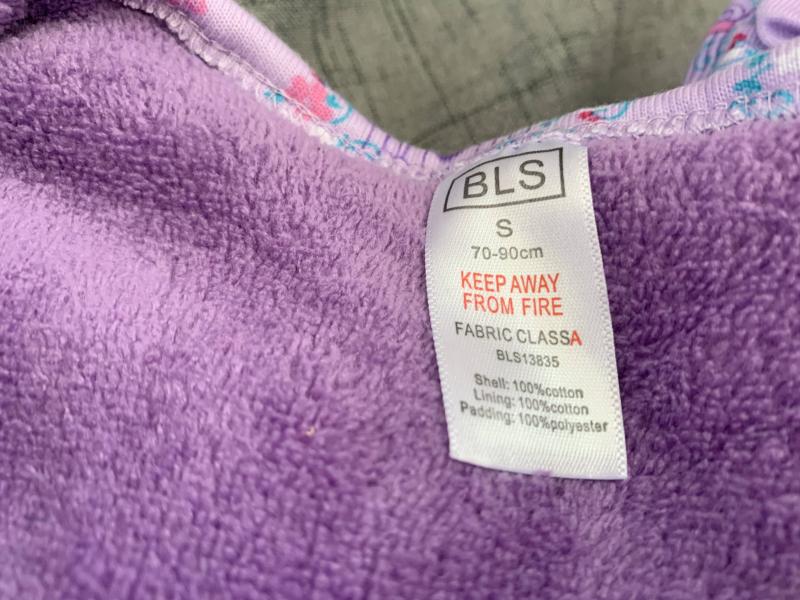 BLS
S
70-90cm
KEEP AWAY
FROM FIRE
FABRIC CLASSA
BLS13835
Shell: 100%cotton
Lining: 100%cotton
Padding: 100%polyester